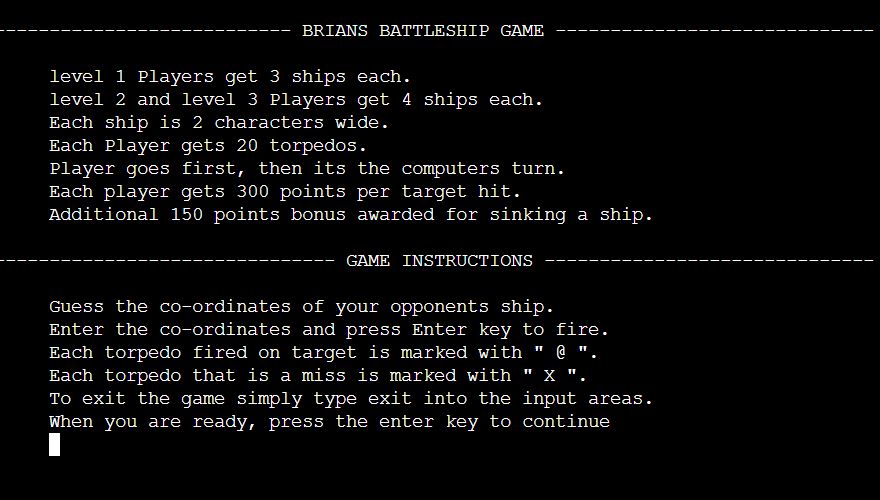 --------------------------- BRIANS BATTLESHIP GAME -----------------------------
level 1 Players get 3 ships each.
level 2 and level 3 Players get 4 ships each.
Each ship is 2 characters wide.
Each Player gets 20 torpedos.
Player goes first, then its the computers turn.
Each player gets 300 points per target hit.
Additional 150 points bonus awarded for sinking a ship.
------------------------------- GAME INSTRUCTIONS ------------------------------
Guess the co-ordinates of your opponents ship.
Enter the co-ordinates and press Enter key to fire.
Each torpedo fired on target is marked with " @ ".
Each torpedo that is a miss is marked with " X ".
To exit the game simply type exit into the input areas.
When you are ready, press the enter key to continue